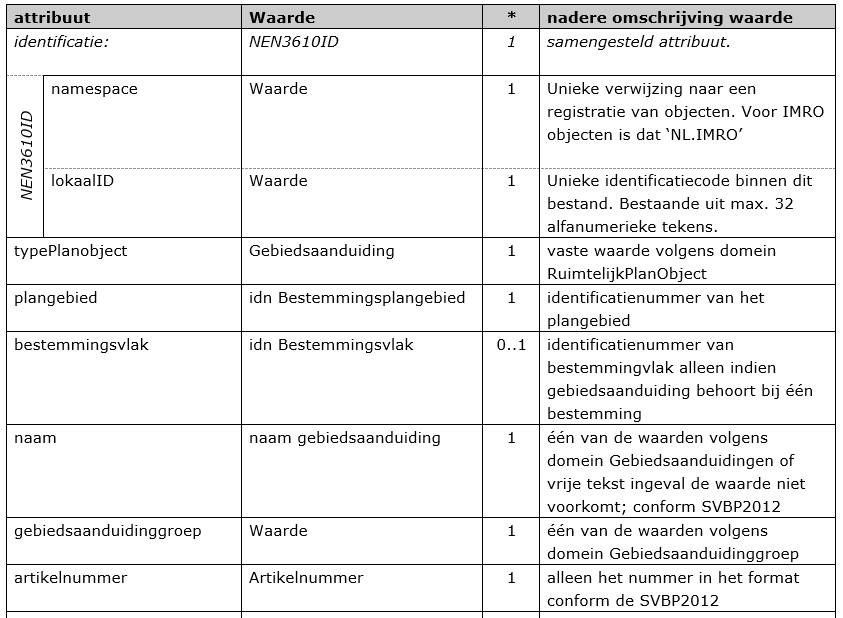 attribuut Waarde * nadere omschrijving waarde
identificatie: NEN3610ID 1 samengesteld attribuut.
NEN3610ID
namespace Waarde 1 Unieke verwijzing naar een
registratie van objecten. Voor IMRO
objecten is dat ‘NL.IMRO’
lokaalID Waarde 1 Unieke identificatiecode binnen dit
bestand. Bestaande uit max. 32
alfanumerieke tekens.
typePlanobject Gebiedsaanduiding 1 vaste waarde volgens domein
RuimtelijkPlanObject
plangebied idn Bestemmingsplangebied 1 identificatienummer van het
plangebied
bestemmingsvlak idn Bestemmingsvlak 0..1 identificatienummer van
bestemmingvlak alleen indien
gebiedsaanduiding behoort bij één
bestemming
naam naam gebiedsaanduiding 1 één van de waarden volgens
domein Gebiedsaanduidingen of
vrije tekst ingeval de waarde niet
voorkomt; conform SVBP2012
gebiedsaanduidinggroep Waarde 1 één van de waarden volgens
domein Gebiedsaanduidinggroep
artikelnummer Artikelnummer 1 alleen het nummer in het format
conform de SVBP2012